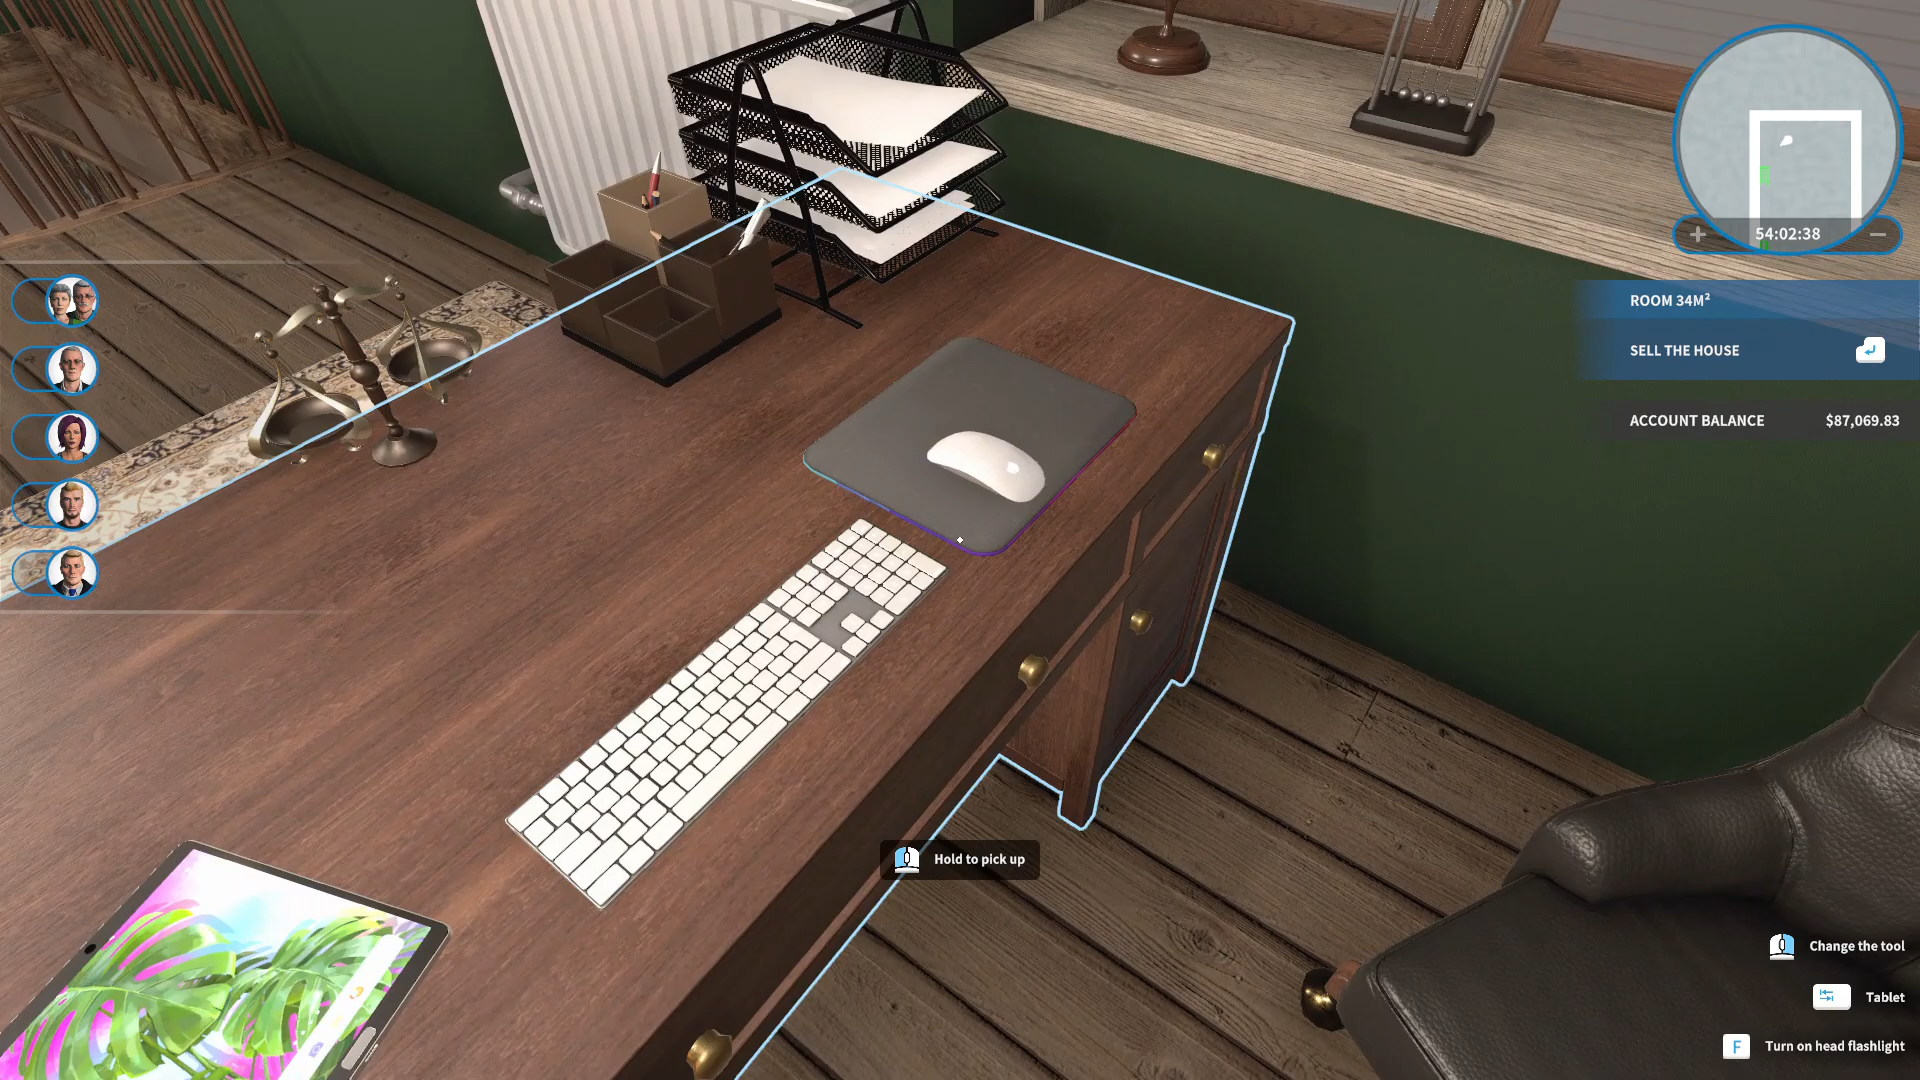 54:02:38
ROOM 34M²
SELL THE HOUSE
ACCOUNT BALANCE $87,069.83
Hold to pick up
Change the tool
Tablet
F Turn on head flashlight